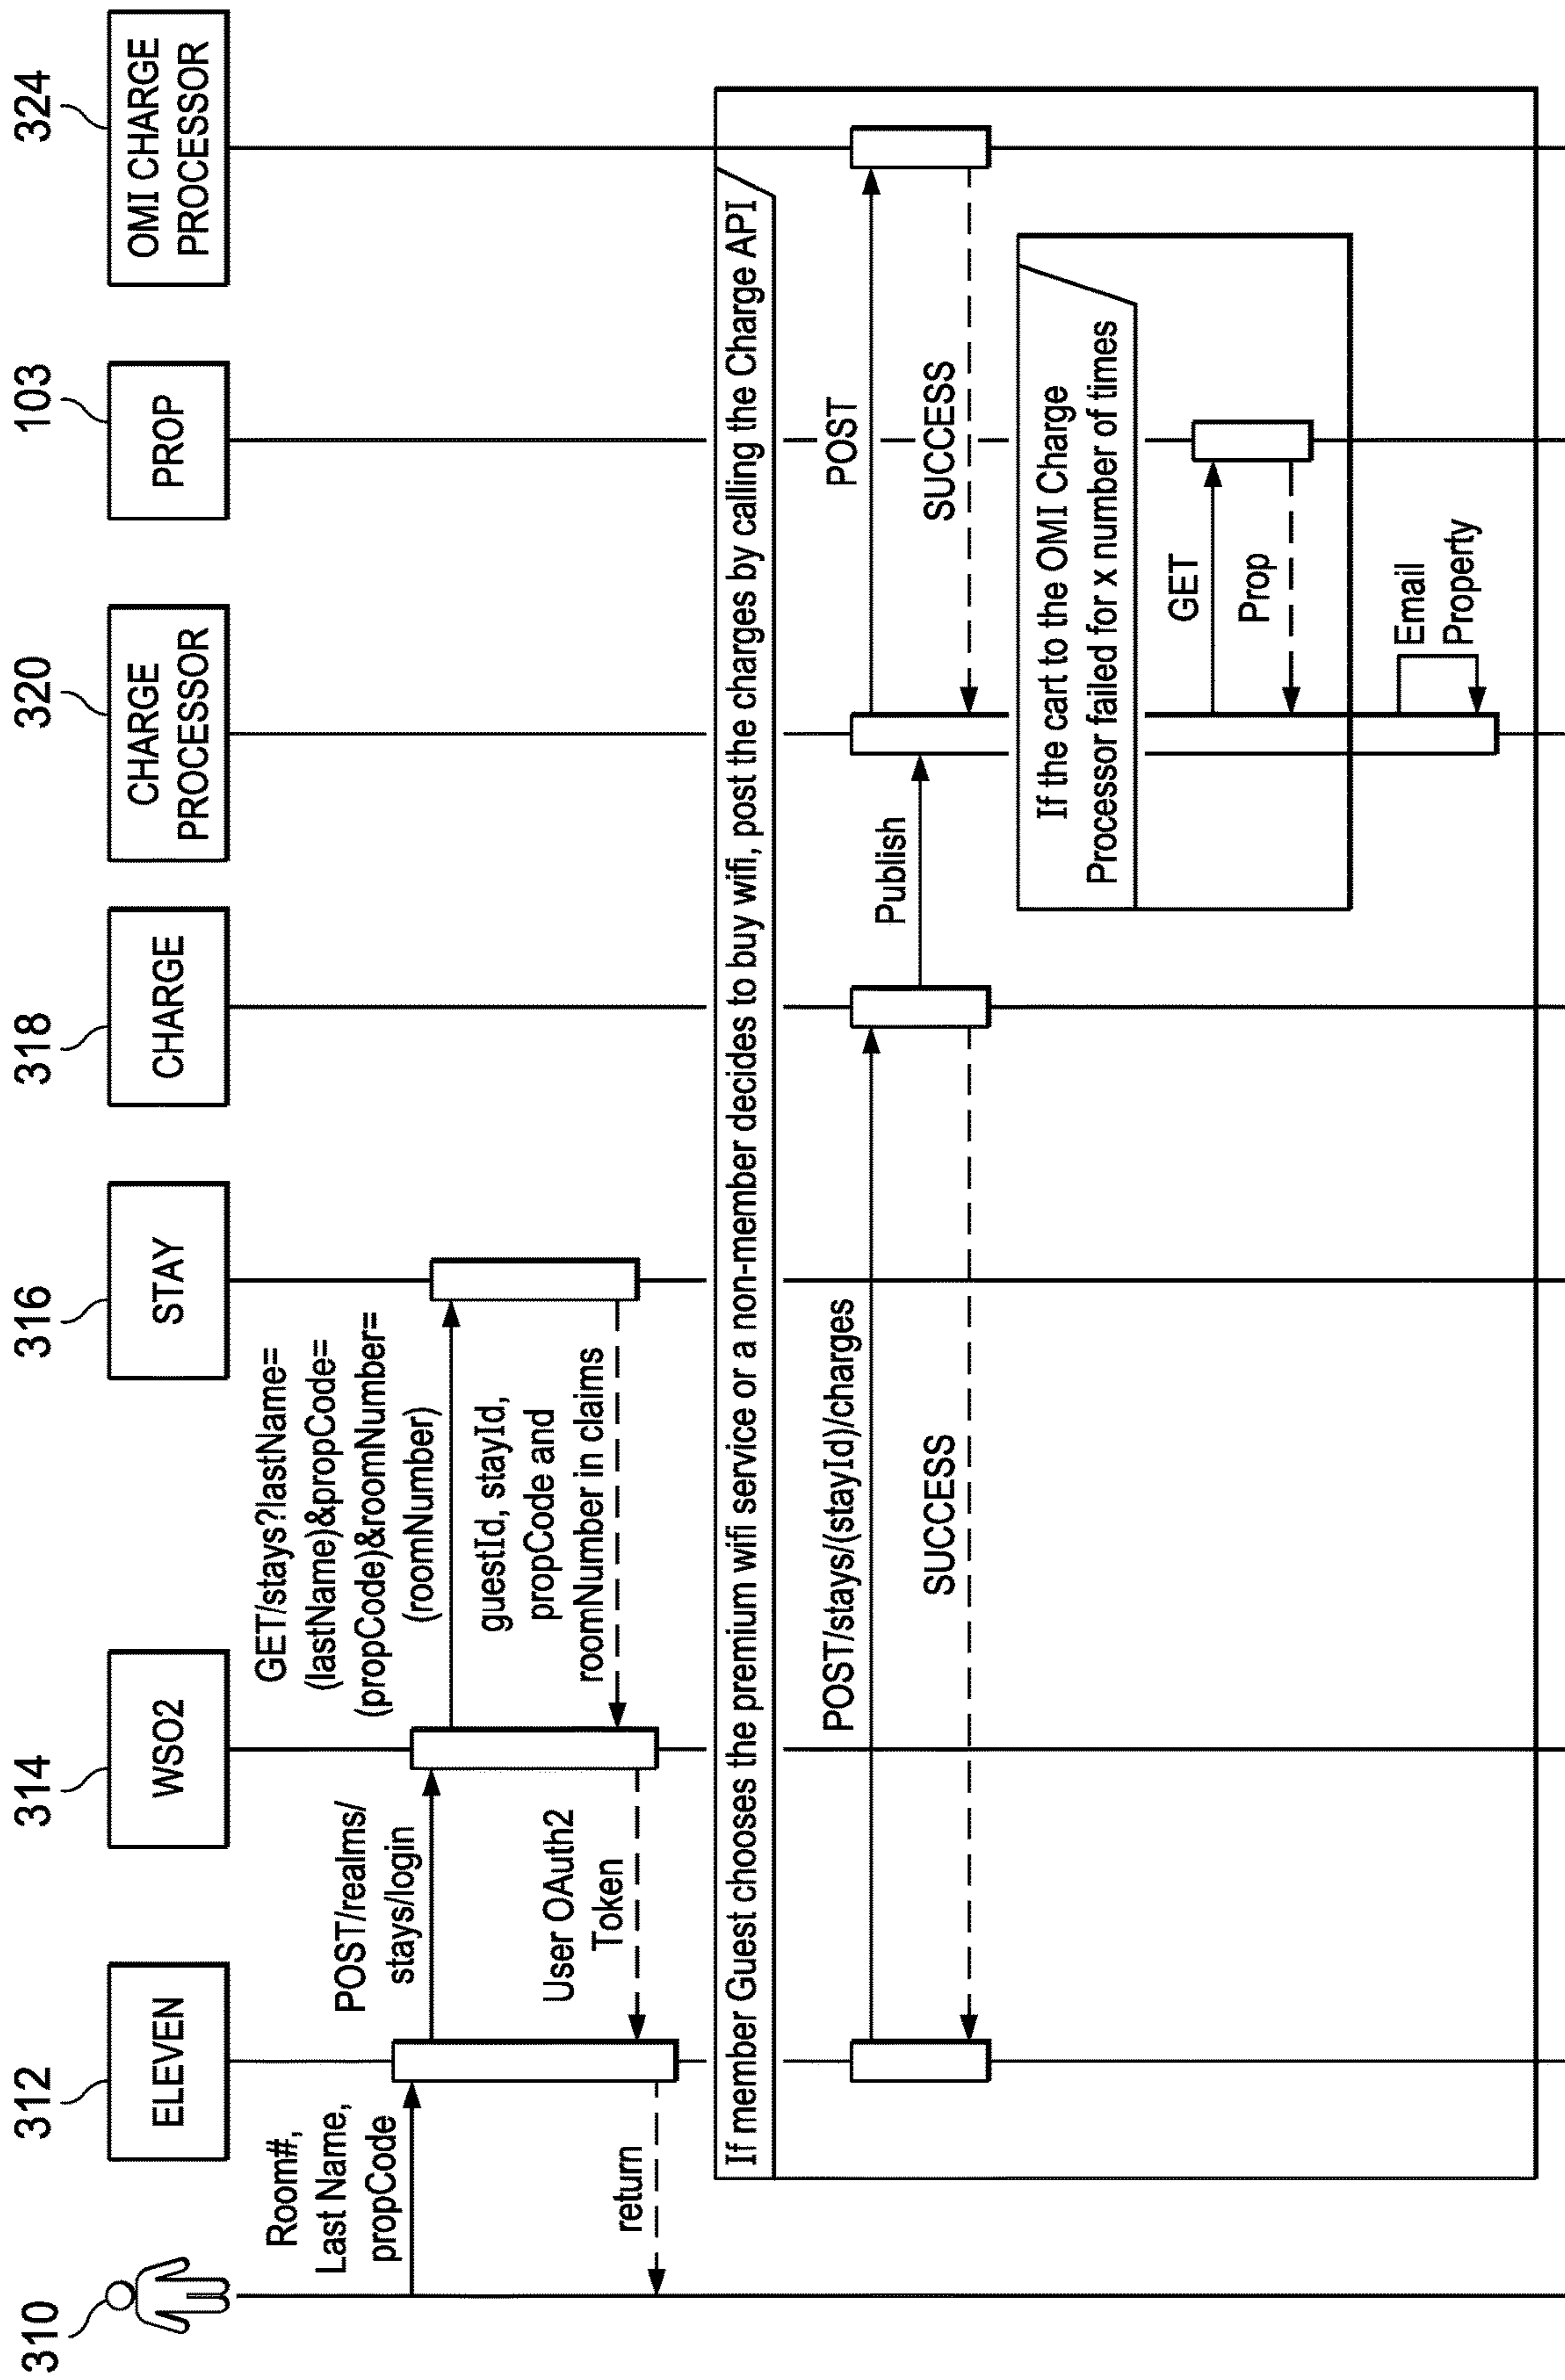 310
312
314
316
318
320
103
324
ELEVEN
WSO2
STAY
CHARGE
CHARGE
PROCESSOR
PROP
OMI CHARGE
PROCESSOR
Room#,
Last Name,
propCode
POST/realms/
stays/login
GET/stays?lastName=
(lastName)&propCode=
(propCode)&roomNumber=
(roomNumber)
guestId, stayId,
propCode and
roomNumber in claims
User OAuth2
Token
return
If member Guest chooses the premium wifi service or a non-member decides to buy wifi, post the charges by calling the Charge API
POST/stays/(stayId)/charges
Publish
POST
SUCCESS
SUCCESS
If the cart to the OMI Charge
Processor failed for x number of times
GET
Prop
Email
Property